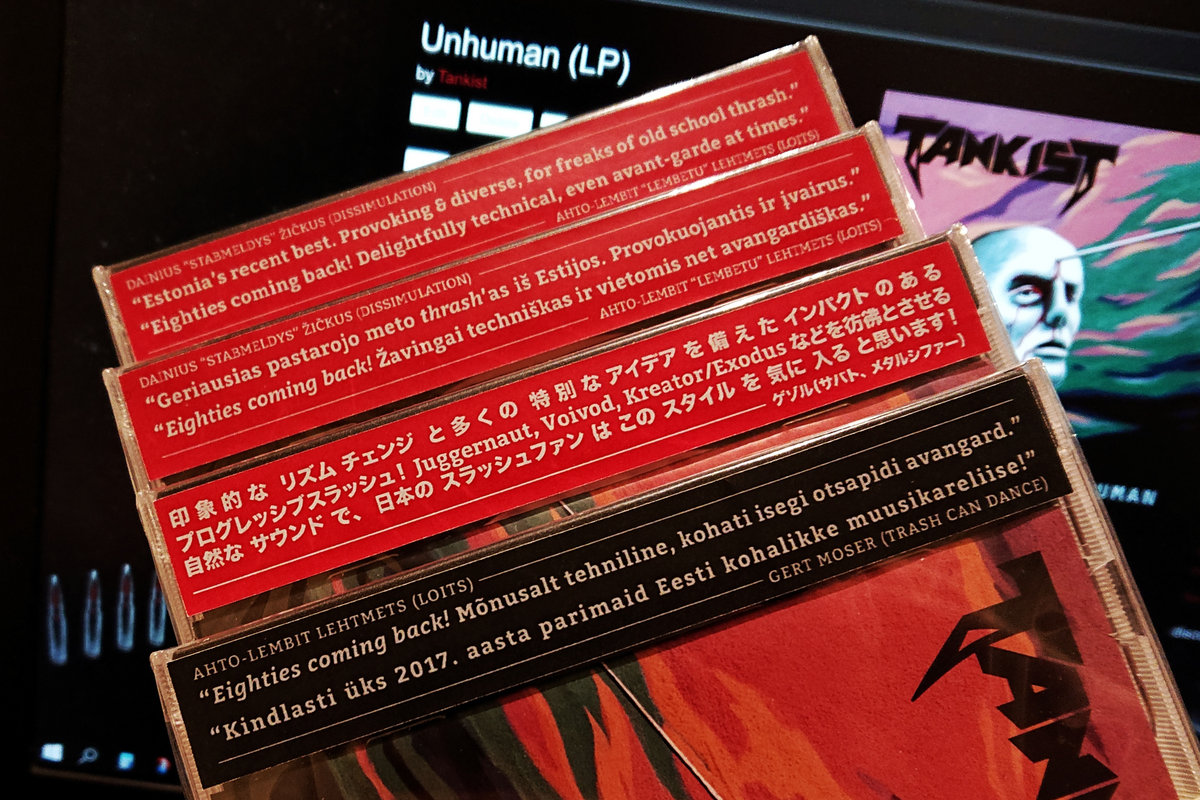 Unhuman (LP)
by Tankist
TANKIST
DAINIUS "STABMELDYS" ŽIČKUS (DISSIMULATION)
“Estonia's recent best. Provoking & diverse, for freaks of old school thrash.”
“Eighties coming back! Delightfully technical, even avant-garde at times.”
AHTO-LEMBIT "LEMBETU" LEHTMETS (LOITS)
DAINIUS "STABMELDYS" ŽIČKUS (DISSIMULATION)
“Geriausias pastarojo meto thrash'as iš Estijos. Provokuojantis ir įvairus.”
“Eighties coming back! Žavingai techniškas ir vietomis net avangardiškas.”
AHTO-LEMBIT "LEMBETU" LEHTMETS (LOITS)
印象的な リズムチェンジ と多くの 特別なアイデア を備えた インパクト のある
プログレッシブスラッシュ! Juggernaut, Voivod, Kreator/Exodus などを彷彿とさせる
自然な サウンド で、日本の スラッシュファン は この スタイル を 気に 入る と思います!
ゲゾル(サバト、メタルシファー)
AHTO-LEMBIT LEHTMETS (LOITS)
“Eighties coming back! Mõnusalt tehniline, kohati isegi otsapidi avangard.”
“Kindlasti üks 2017. aasta parimaid Eesti kohalikke muusikareliise!”
GERT MOSER (TRASH CAN DANCE)
UMAN
TAN